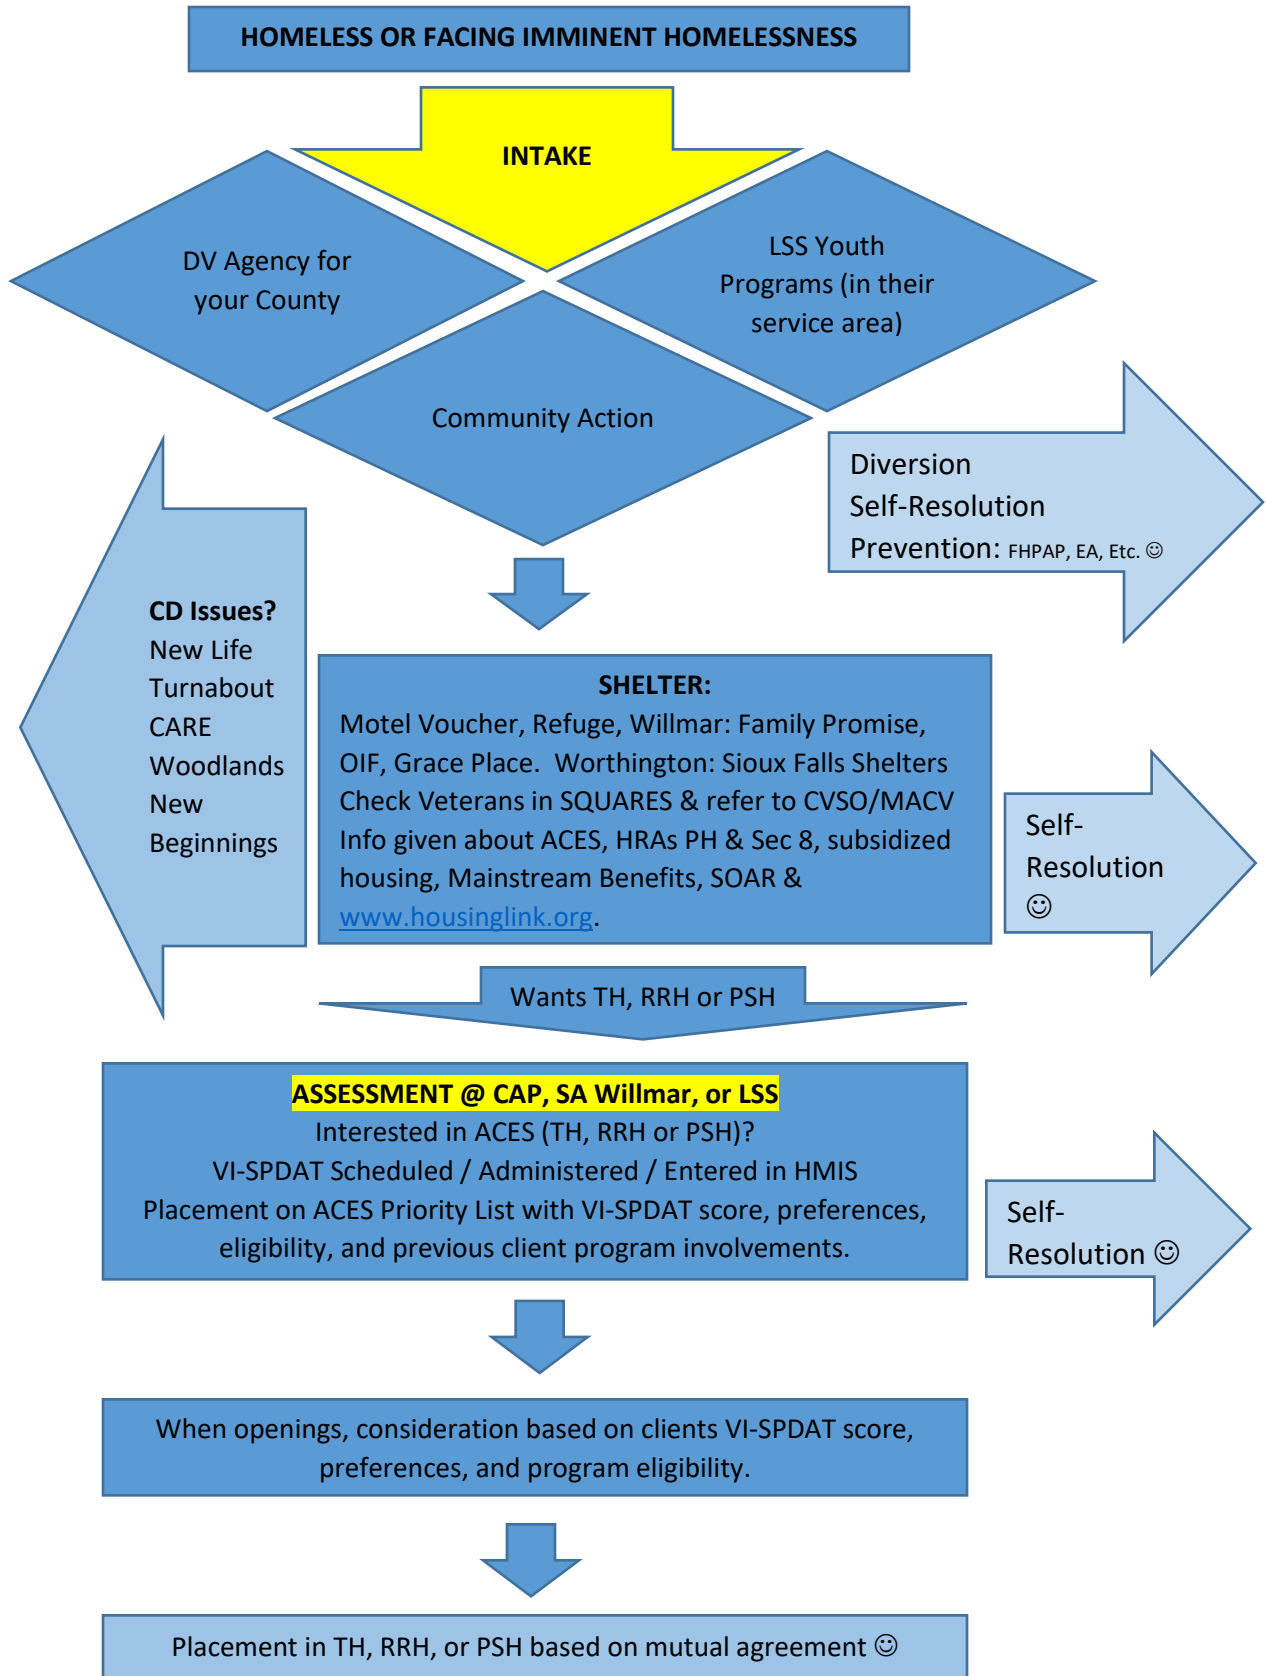 HOMELESS OR FACING IMMINENT HOMELESSNESS
INTAKE
DV Agency for
your County
LSS Youth
Programs (in their
service area)
Community Action
Diversion
Self-Resolution
Prevention: FHPAP, EA, Etc. ☺
CD Issues?
New Life
Turnabout
CARE
Woodlands
New
Beginnings
SHELTER:
Motel Voucher, Refuge, Willmar: Family Promise,
OIF, Grace Place.  Worthington: Sioux Falls Shelters
Check Veterans in SQUARES & refer to CVSO/MACV
Info given about ACES, HRAs PH & Sec 8, subsidized
housing, Mainstream Benefits, SOAR &
www.housinglink.org.
Self-
Resolution
☺
Wants TH, RRH or PSH
ASSESSMENT @ CAP, SA Willmar, or LSS
Interested in ACES (TH, RRH or PSH)?
VI-SPDAT Scheduled / Administered / Entered in HMIS
Placement on ACES Priority List with VI-SPDAT score, preferences,
eligibility, and previous client program involvements.
Self-
Resolution ☺
When openings, consideration based on clients VI-SPDAT score,
preferences, and program eligibility.
Placement in TH, RRH, or PSH based on mutual agreement ☺